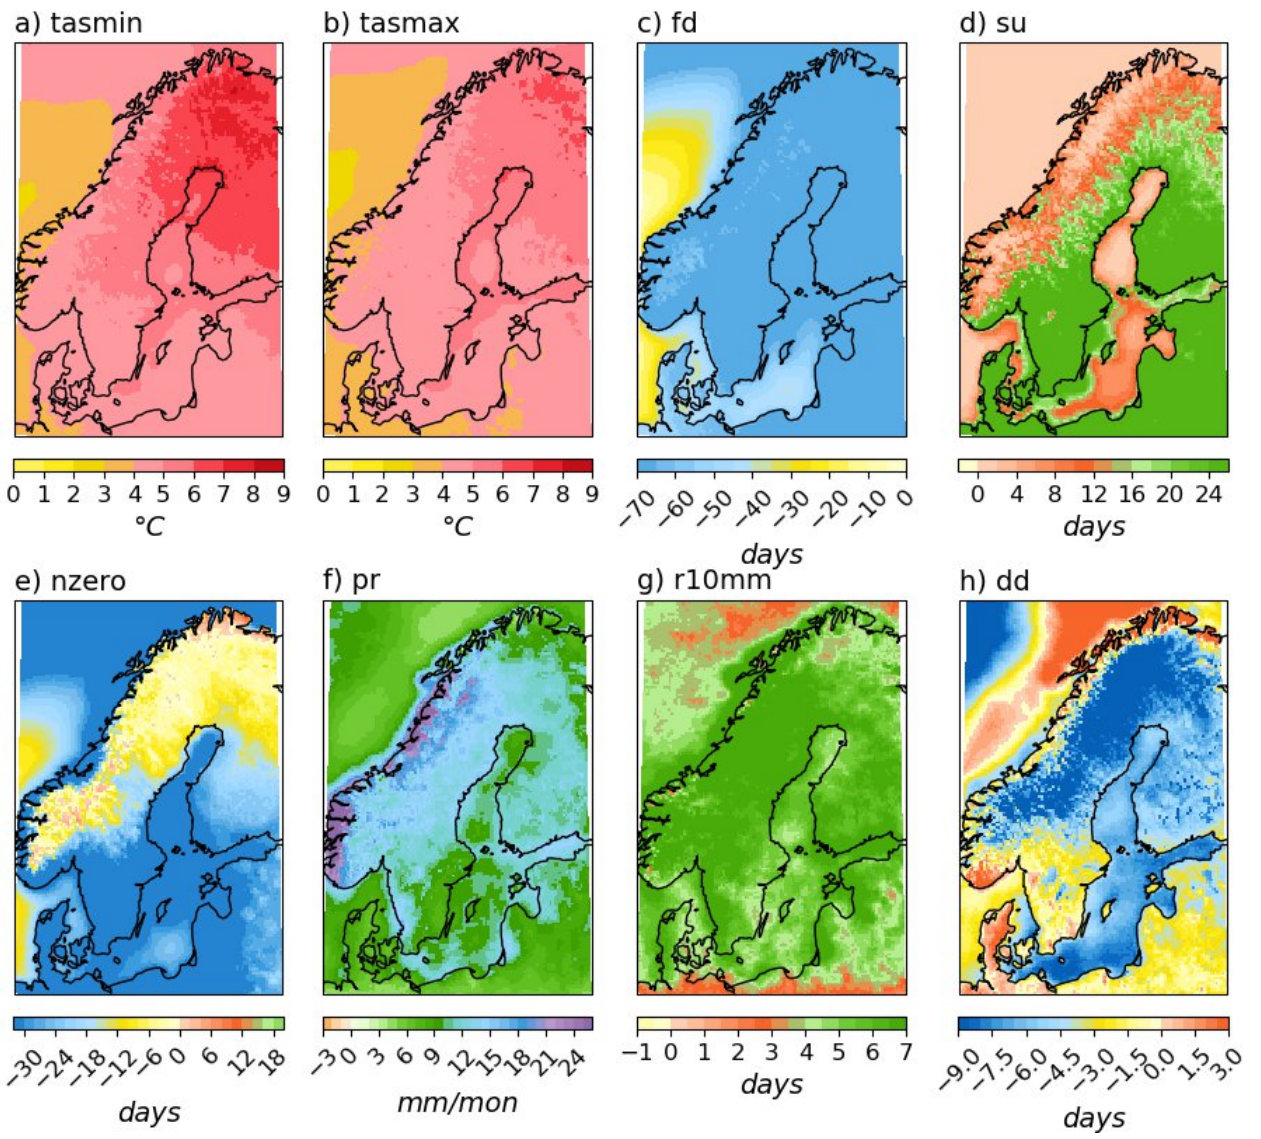 a) tasmin b) tasmax c) fd d) su
0 1 2 3 4 5 6 7 8 9 0 1 2 3 4 5 6 7 8 9 −70 −60 −50 −40 −30 −20 −10 0 0 4 8 12 16 20 24
°C °C days days
e) nzero f) pr g) r10mm h) dd
−30 −24 −18 −12 −6 0 6 12 18 −3 0 3 6 9 12 15 18 21 24 −1 0 1 2 3 4 5 6 7 −9.0 −7.5 −6.0 −4.5 −3.0 −1.5 0.0 1.5 3.0
days mm/mon days days